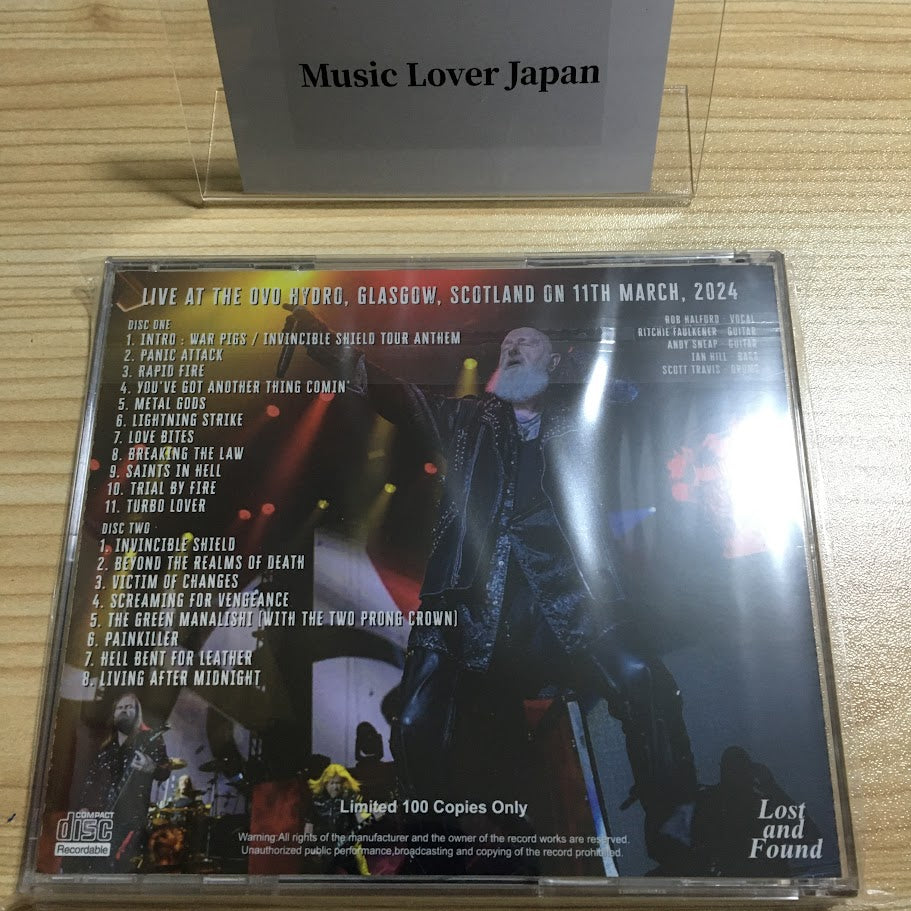 Music Lover Japan
LIVE AT THE OVO HYDRO, GLASGOW, SCOTLAND ON 11TH MARCH, 2024
DISC ONE
1. INTRO : WAR PIGS / INVINCIBLE SHIELD TOUR ANTHEM
2. PANIC ATTACK
3. RAPID FIRE
4. YOU'VE GOT ANOTHER THING COMIN'
5. METAL GODS
6. LIGHTNING STRIKE
7. LOVE BITES
8. BREAKING THE LAW
9. SAINTS IN HELL
10. TRIAL BY FIRE
11. TURBO LOVER
DISC TWO
1. INVINCIBLE SHIELD
2. BEYOND THE REALMS OF DEATH
3. VICTIM OF CHANGES
4. SCREAMING FOR VENGEANCE
5. THE GREEN MANALISHI (WITH THE TWO PRONG CROWN)
6. PAINKILLER
7. HELL BENT FOR LEATHER
8. LIVING AFTER MIDNIGHT
ROB HALFORD - VOCAL
RITCHIE FAULKENER - GUITAR
ANDY SNEAP - GUITAR
IAN HILL - BASS
SCOTT TRAVIS - DRUMS
Limited 100 Copies Only
Warning:All rights of the manufacturer and the owner of the record works are reserved.
Unauthorized public performance,broadcasting and copying of the record prohibited.
COMPACT
disc
Recordable
Lost
and
Found